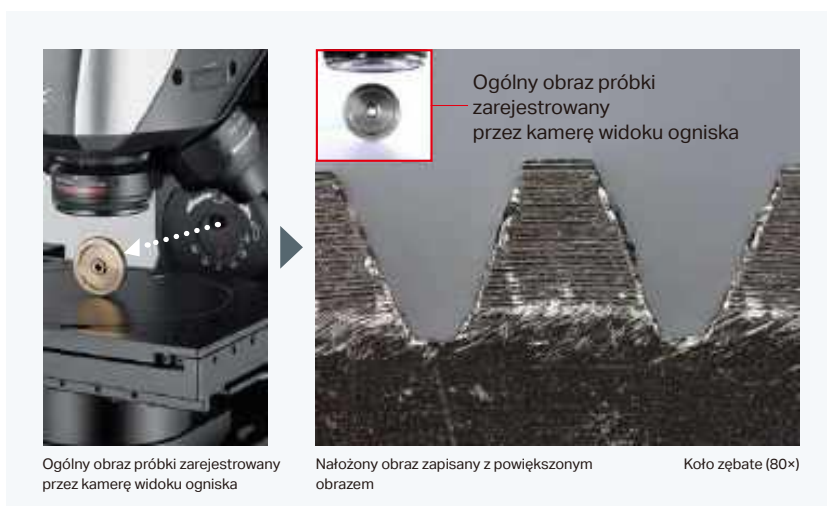 Ogólny obraz próbki
zarejestrowany
przez kamerę widoku ogniska
Ogólny obraz próbki zarejestrowany
przez kamerę widoku ogniska
Nałożony obraz zapisany z powiększonym
obrazem
Koło zębate (80×)